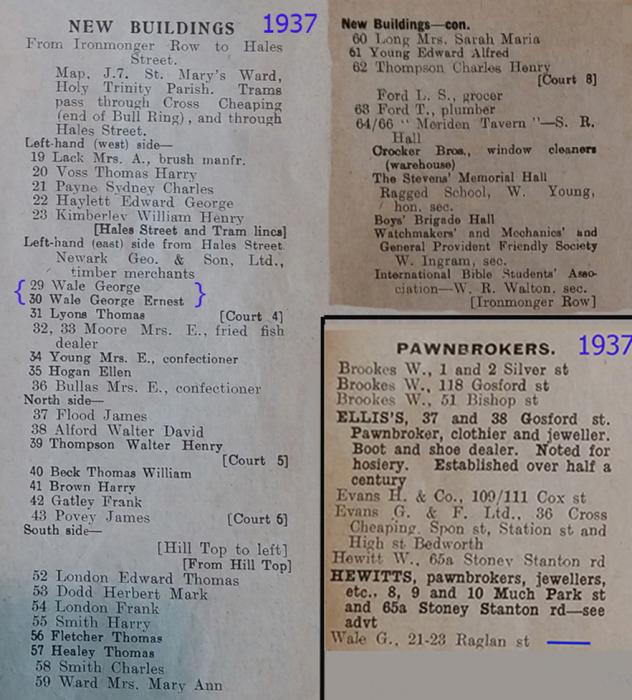 NEW BUILDINGS 1937
From Ironmonger Row to Hales
Street.
Map, J.7. St. Mary's Ward,
Holy Trinity Parish. Trams
pass through Cross Cheaping
(end of Bull Ring), and through
Hales Street.
Left-hand (west) side—
19 Lack Mrs. A., brush manfr.
20 Voss Thomas Harry
21 Payne Sydney Charles
22 Haylett Edward George
23 Kimberley William Henry
[Hales Street and Tram lines]
Left-hand (east) side from Hales Street.
Newark Geo. & Son, Ltd.,
timber merchants
29 Wale George
30 Wale George Ernest
31 Lyons Thomas [Court 4]
32, 33 Moore Mrs. E., fried fish
dealer
34 Young Mrs. E., confectioner
35 Hogan Ellen
36 Bullas Mrs. E., confectioner
North side—
37 Flood James
38 Alford Walter David
39 Thompson Walter Henry
[Court 5]
40 Beck Thomas William
41 Brown Harry
42 Gatley Frank
43 Povey James [Court 6]
South side—
[Hill Top to left]
[From Hill Top]
52 London Edward Thomas
53 Dodd Herbert Mark
54 London Frank
55 Smith Harry
56 Fletcher Thomas
57 Healey Thomas
58 Smith Charles
59 Ward Mrs. Mary Ann
New Buildings—con.
60 Long Mrs. Sarah Maria
61 Young Edward Alfred
62 Thompson Charles Henry
[Court 8]
Ford L. S., grocer
63 Ford T., plumber
64/66 " Meriden Tavern "—S. R.
Hall
Crocker Bros., window cleaners
(warehouse)
The Stevens' Memorial Hall
Ragged School, W. Young,
hon. sec.
Boys' Brigade Hall
Watchmakers' and Mechanics' and
General Provident Friendly Society
W. Ingram, sec.
International Bible Students' Asso-
ciation—W. R. Walton, sec.
[Ironmonger Row]
PAWNBROKERS. 1937
Brookes W., 1 and 2 Silver st
Brookes W., 118 Gosford st
Brookes W., 51 Bishop st
ELLIS'S, 37 and 38 Gosford st.
Pawnbroker, clothier and jeweller.
Boot and shoe dealer. Noted for
hosiery. Established over half a
century
Evans H. & Co., 109/111 Cox st
Evans G. & F. Ltd., 36 Cross
Cheaping, Spon st, Station st and
High st Bedworth
Hewitt W., 65a Stoney Stanton rd
HEWITTS, pawnbrokers, jewellers,
etc., 8, 9 and 10 Much Park st
and 65a Stoney Stanton rd—see
advt
Wale G., 21-23 Raglan st